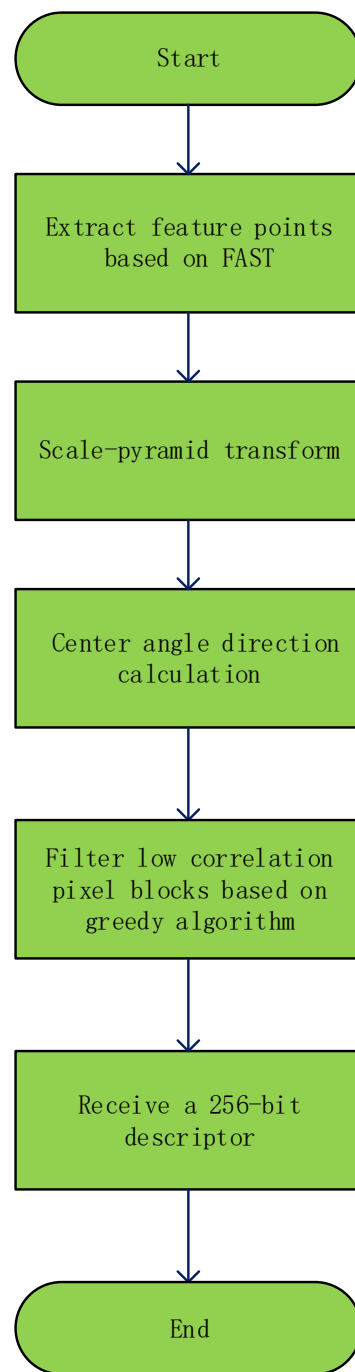 Start
Extract feature points
based on FAST
Scale-pyramid transform
Center angle direction
calculation
Filter low correlation
pixel blocks based on
greedy algorithm
Receive a 256-bit
descriptor
End